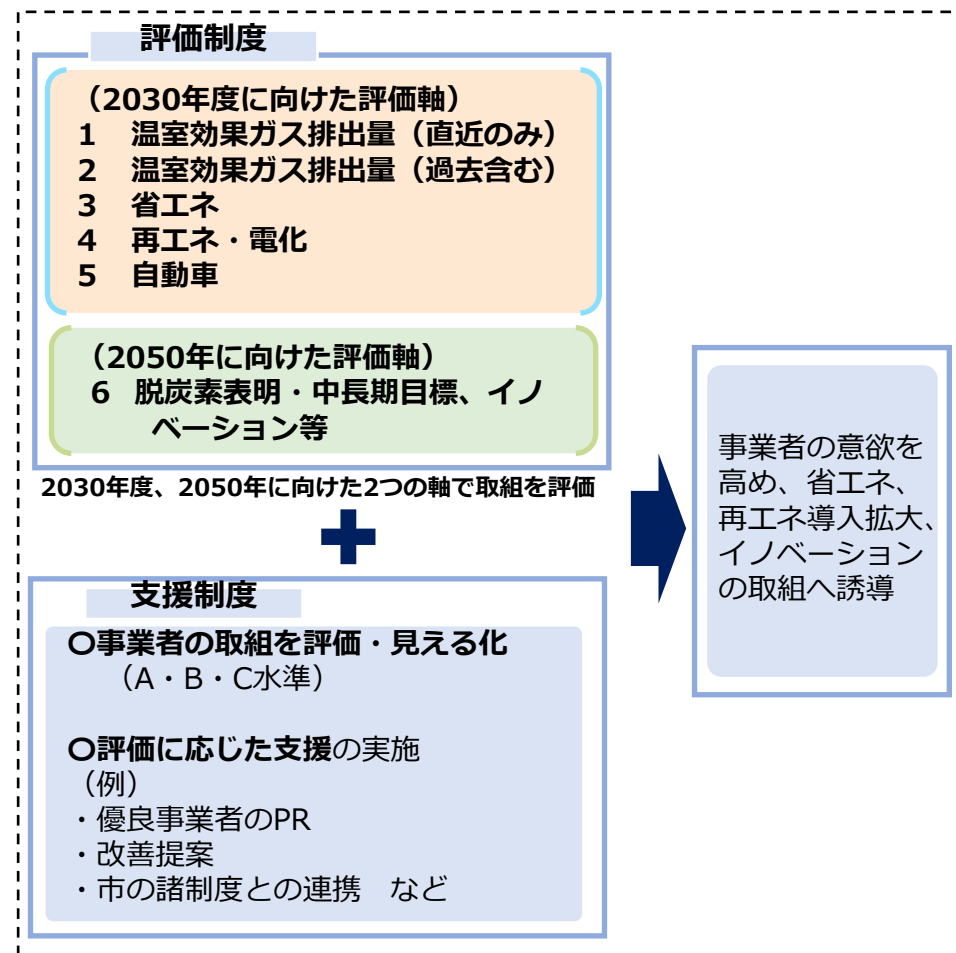 評価制度
（2030年度に向けた評価軸）
1 温室効果ガス排出量（直近のみ）
2 温室効果ガス排出量（過去含む）
3 省エネ
4 再エネ・電化
5 自動車
（2050年に向けた評価軸）
6 脱炭素表明・中長期目標、イノ
ベーション等
2030年度、2050年に向けた2つの軸で取組を評価
支援制度
〇事業者の取組を評価・見える化
（A・B・C水準）
〇評価に応じた支援の実施
（例）
・優良事業者のPR
・改善提案
・市の諸制度との連携　など
事業者の意欲を
高め、省エネ、
再エネ導入拡大、
イノベーション
の取組へ誘導